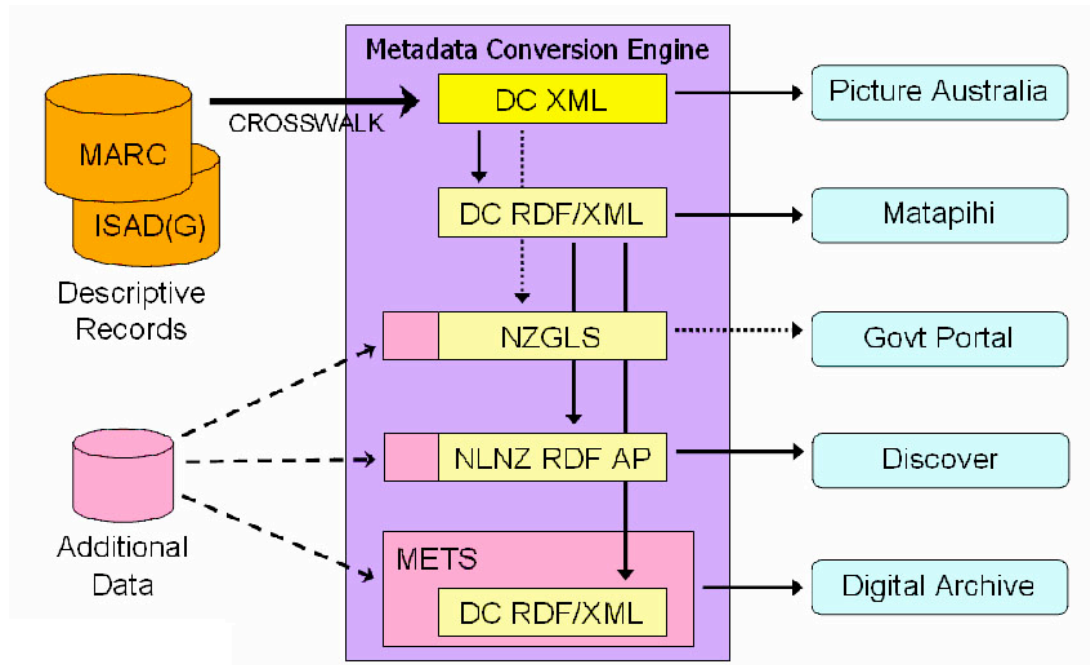 Metadata Conversion Engine
MARC
ISAD(G)
Descriptive
Records
CROSSWALK
DC XML
Picture Australia
DC RDF/XML
Matapihi
NZGLS
Govt Portal
Additional
Data
NLNZ RDF AP
Discover
METS
DC RDF/XML
Digital Archive